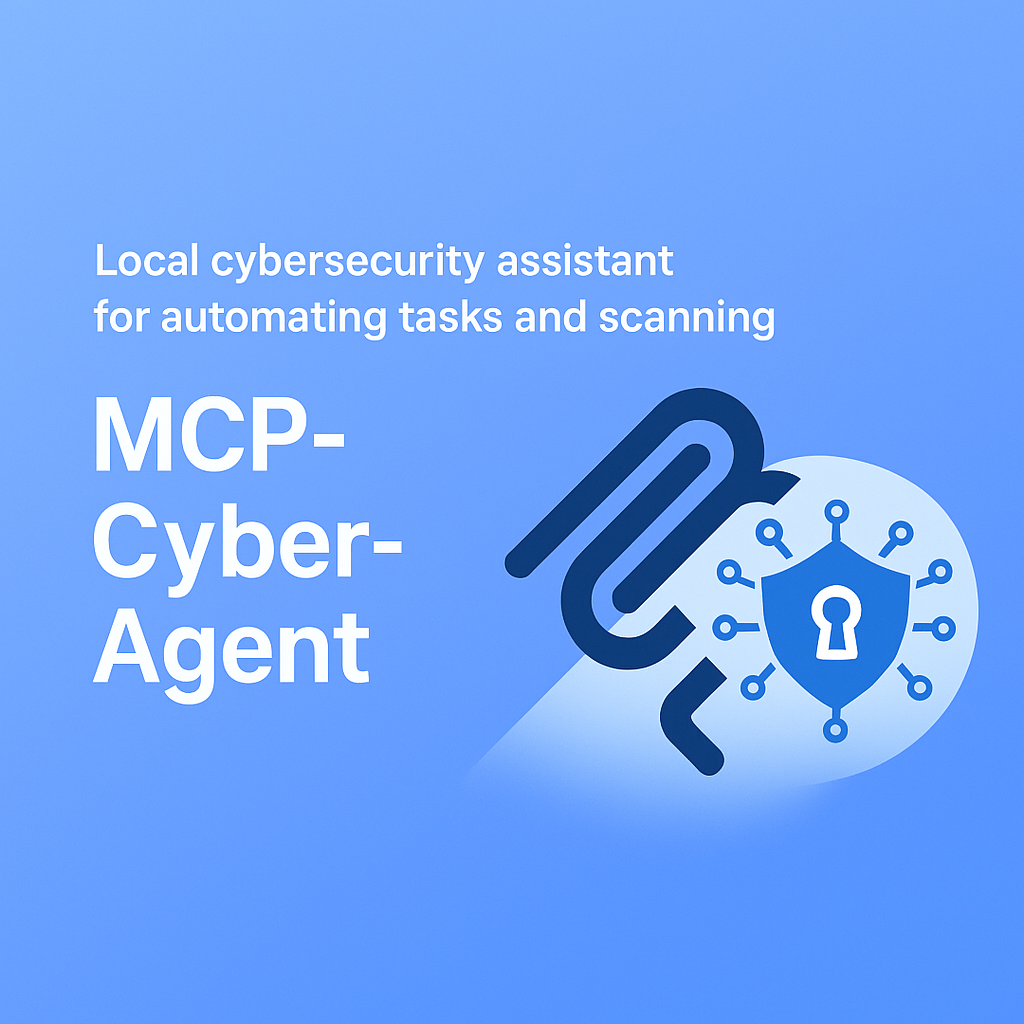 Local cybersecurity assistant
for automating tasks and scanning
MCP-
Cyber-
Agent